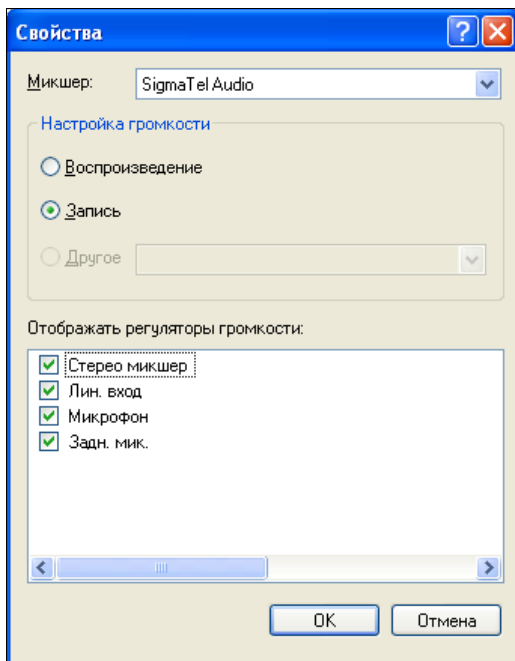 Свойства
Микшер: SigmaTel Audio
Настройка громкости
Воспроизведение
Запись
Другое
Отображать регуляторы громкости:
Стерео микшер
Лин. вход
Микрофон
Задн. мик.
OK Отмена